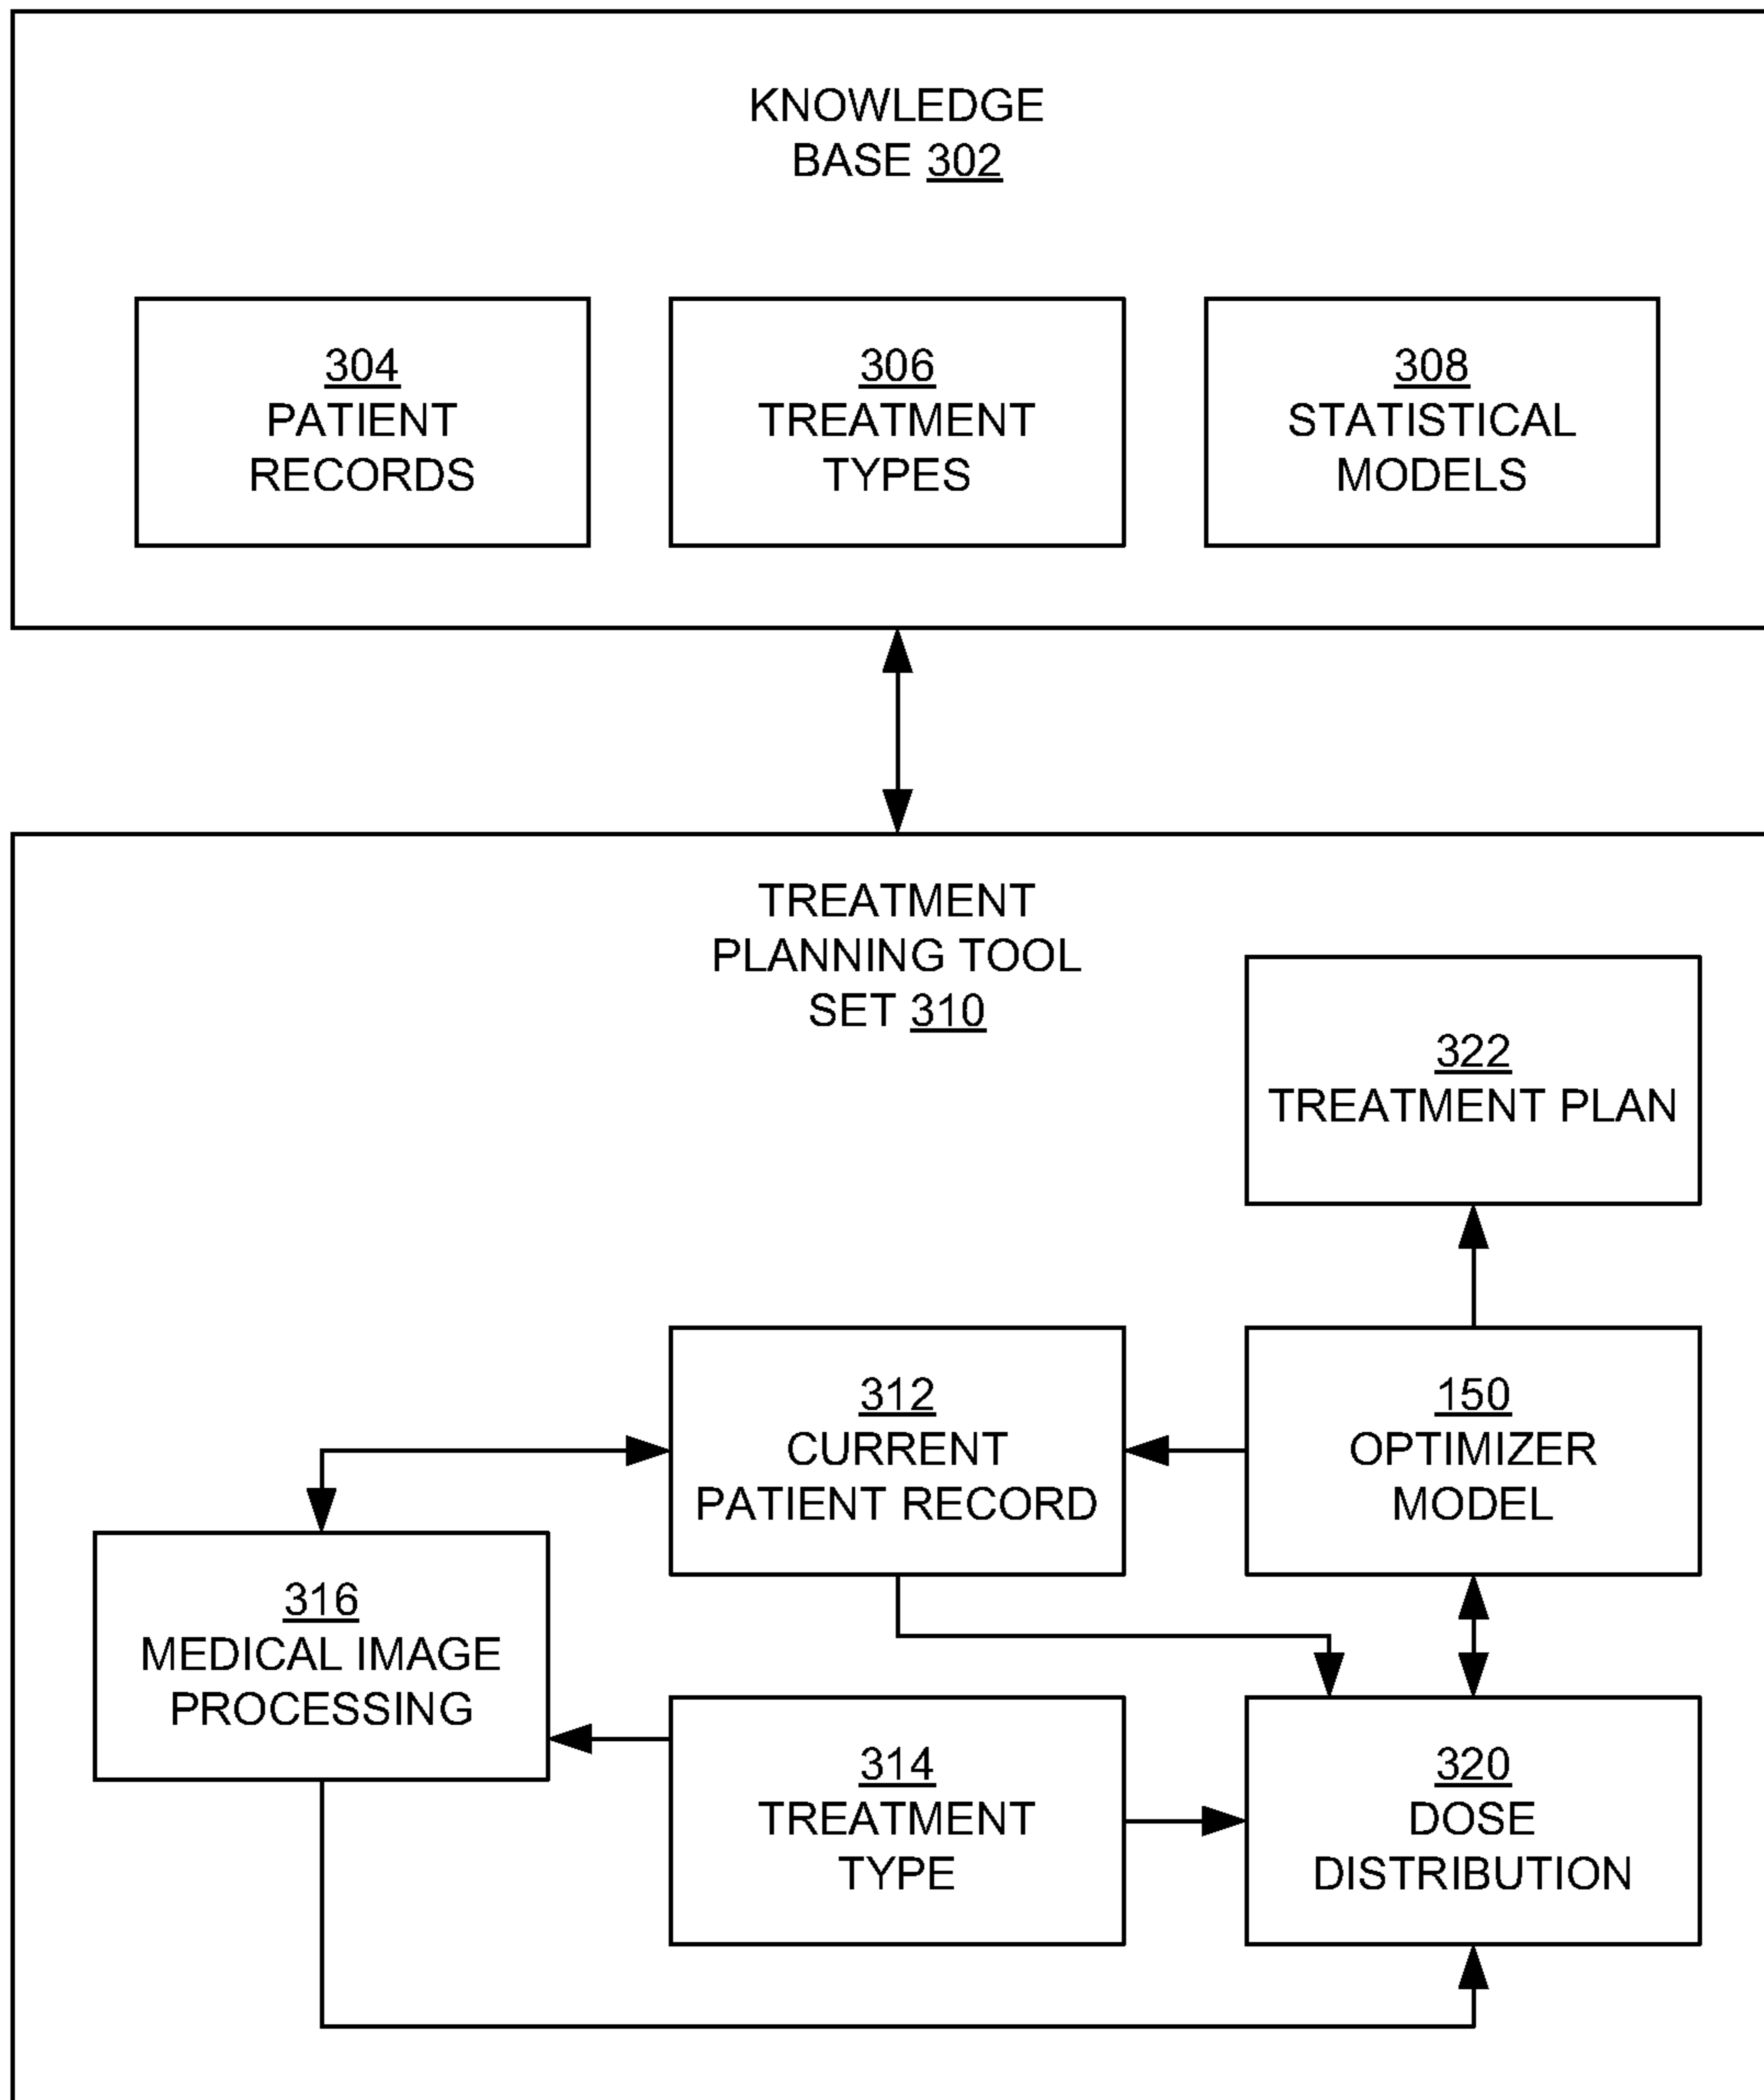 KNOWLEDGE
BASE 302
304
PATIENT
RECORDS
306
TREATMENT
TYPES
308
STATISTICAL
MODELS
TREATMENT
PLANNING TOOL
SET 310
322
TREATMENT PLAN
312
CURRENT
PATIENT RECORD
150
OPTIMIZER
MODEL
316
MEDICAL IMAGE
PROCESSING
314
TREATMENT
TYPE
320
DOSE
DISTRIBUTION